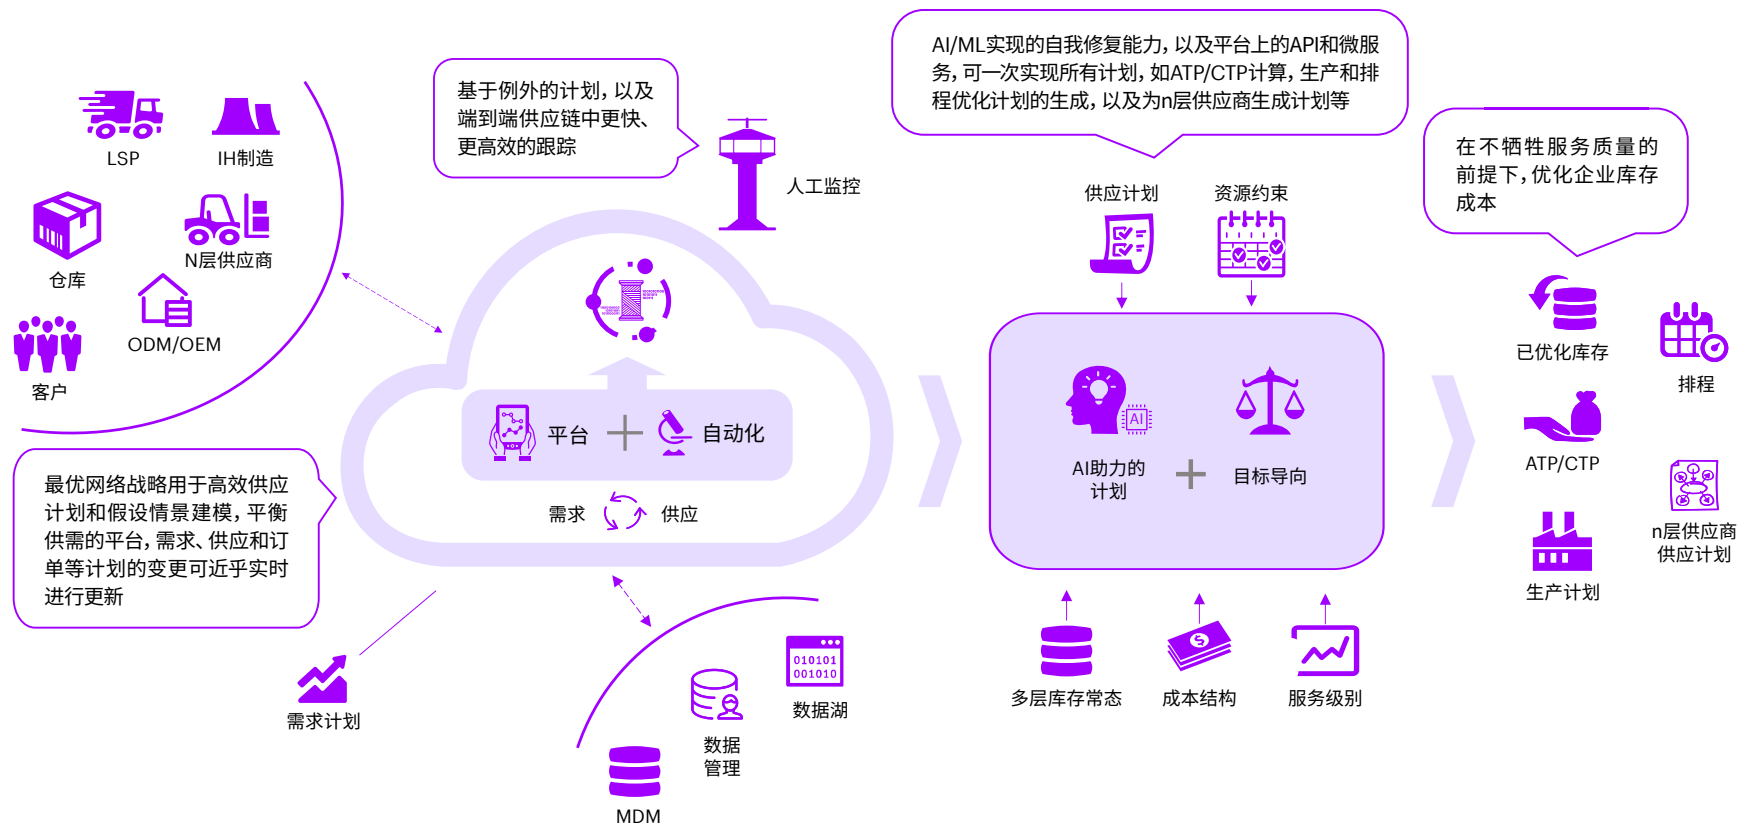 LSP
IH制造
仓库
N层供应商
ODM/OEM
客户
最优网络战略用于高效供应
计划和假设情景建模，平衡
供需的平台，需求、供应和订
单等计划的变更可近乎实时
进行更新
需求计划
基于例外的计划，以及
端到端供应链中更快、
更高效的跟踪
人工监控
平台
自动化
需求
供应
MDM
数据
管理
数据湖
010101
001010
AI/ML实现的自我修复能力，以及平台上的API和微服
务，可一次实现所有计划，如ATP/CTP计算，生产和排
程优化计划的生成，以及为n层供应商生成计划等
供应计划
资源约束
AI
AI助力的
计划
目标导向
多层库存常态
成本结构
服务级别
在不牺牲服务质量的
前提下，优化企业库存
成本
已优化库存
排程
ATP/CTP
n层供应商
供应计划
生产计划